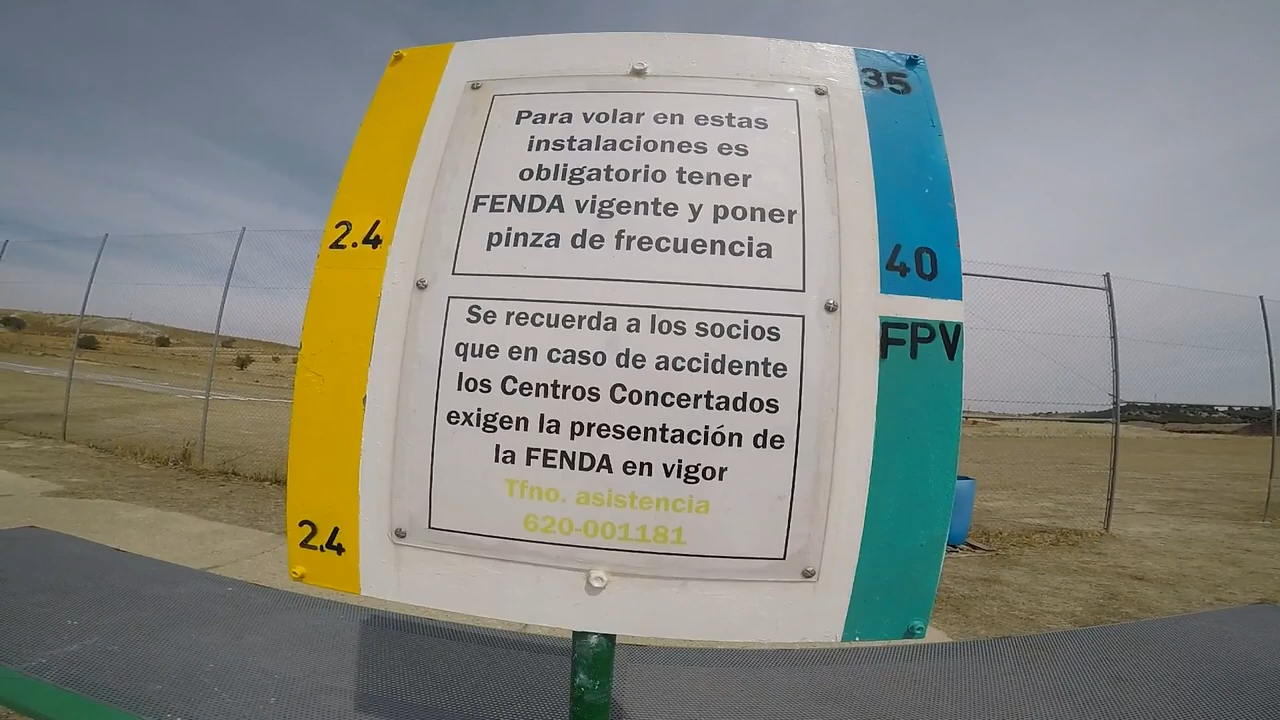 2.4
2.4
Para volar en estas
instalaciones es
obligatorio tener
FENDA vigente y poner
pinza de frecuencia
Se recuerda a los socios
que en caso de accidente
los Centros Concertados
exigen la presentación de
la FENDA en vigor
Tfno. asistencia
620-001181
35
40
FPV